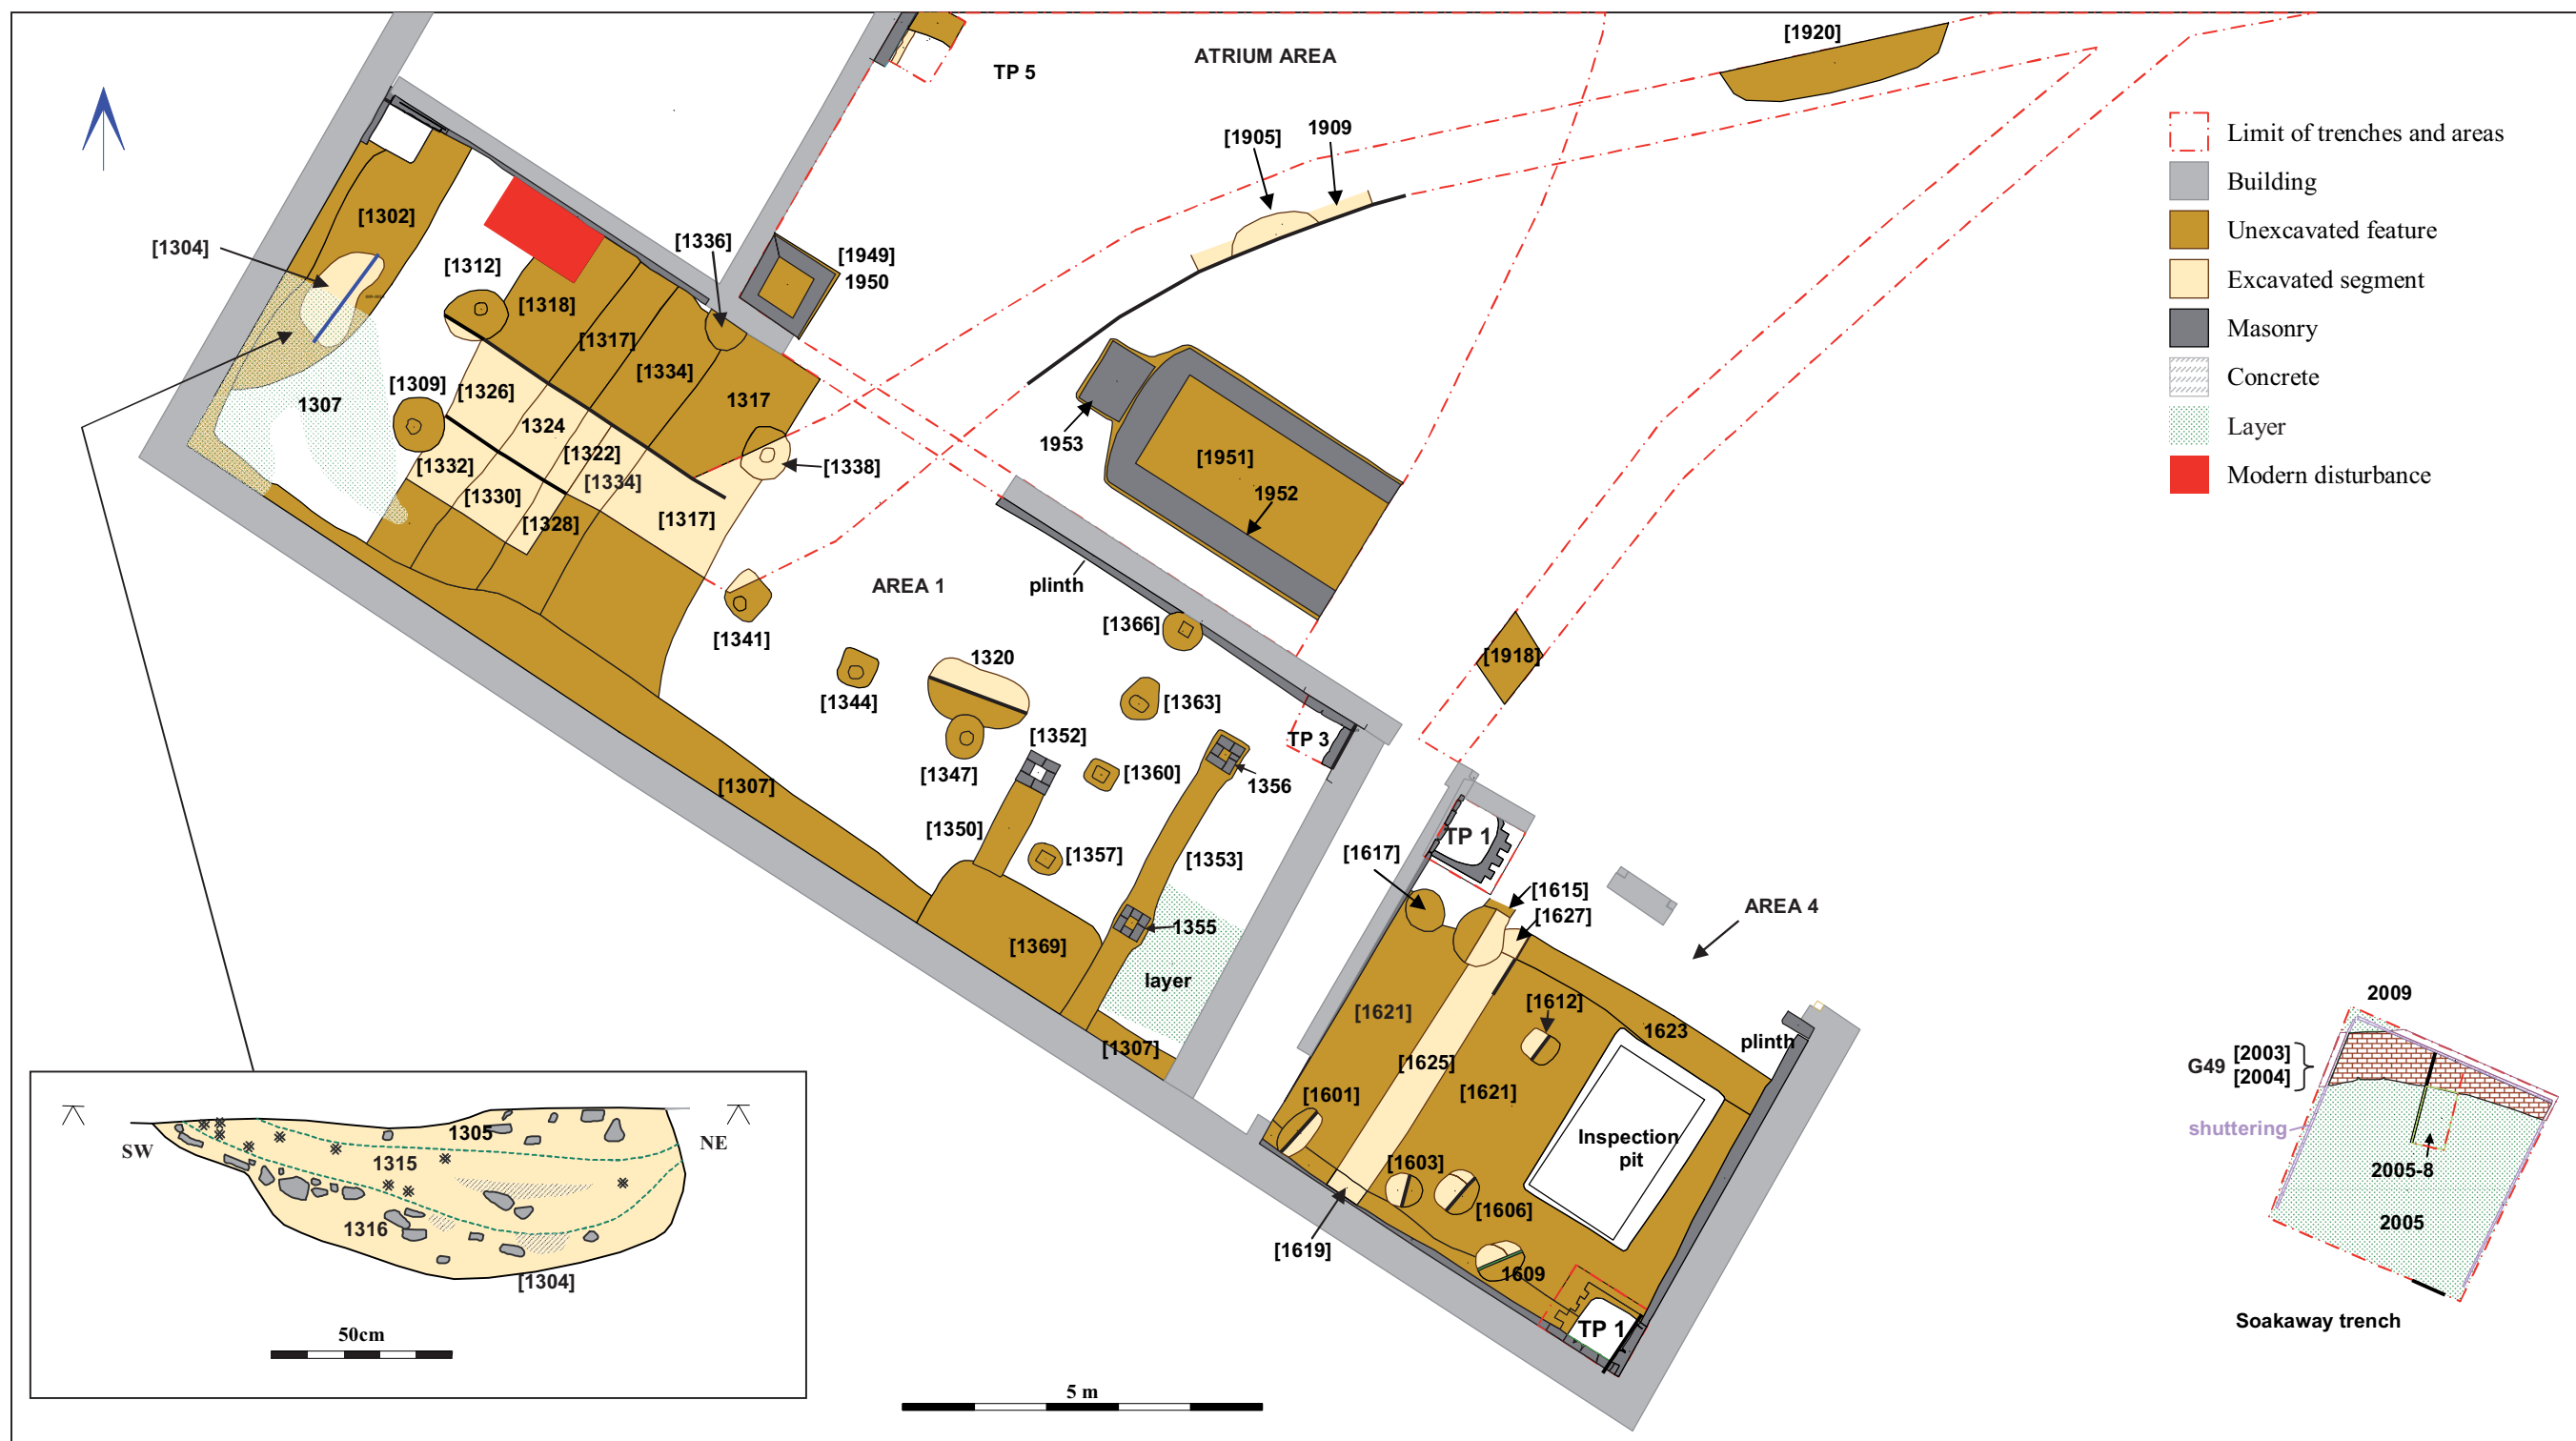 [1920]
ATRIUM AREA
TP 5
[1905]
1909
Limit of trenches and areas
Building
Unexcavated feature
Excavated segment
Masonry
Concrete
Layer
Modern disturbance
[1302]
[1304]
[1336]
[1949]
1950
[1312]
[1318]
[1317]
[1334]
1317
[1309]
[1326]
1307
1324
[1322]
[1332]
[1334]
[1330]
[1328]
[1317]
[1338]
1953
[1951]
1952
AREA 1
plinth
[1341]
[1366]
[1344]
1320
[1363]
[1918]
[1352]
TP 3
[1347]
[1360]
1356
[1307]
[1350]
[1357]
[1353]
TP 1
[1617]
[1615]
[1627]
AREA 4
1355
[1369]
layer
[1307]
[1621]
[1612]
1623
plinth
[1625]
[1621]
[1601]
Inspection
pit
[1603]
[1606]
[1619]
1609
TP 1
2009
G49
[2003]
[2004]
shuttering
2005-8
2005
Soakaway trench
SW
NE
1305
1315
1316
[1304]
50cm
5 m